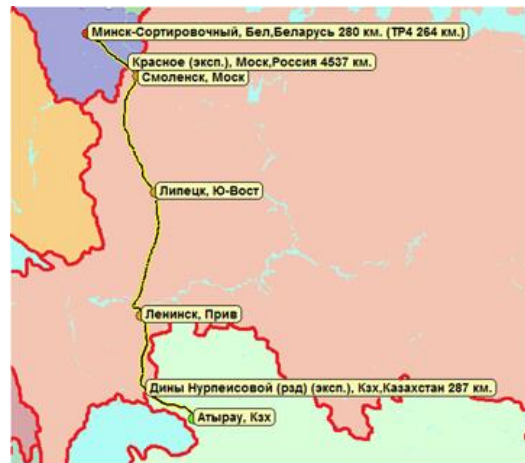 Минск-Сортировочный, Бел,Беларусь 280 км. (ТР4 264 км.)
Красное (эксп.), Моск,Россия 4537 км.
Смоленск, Моск
Липецк, Ю-Вост
Ленинск, Прив
Дины Нурпеисовой (рзд) (эксп.), Кзх,Казахстан 287 км.
Атырау, Кзх